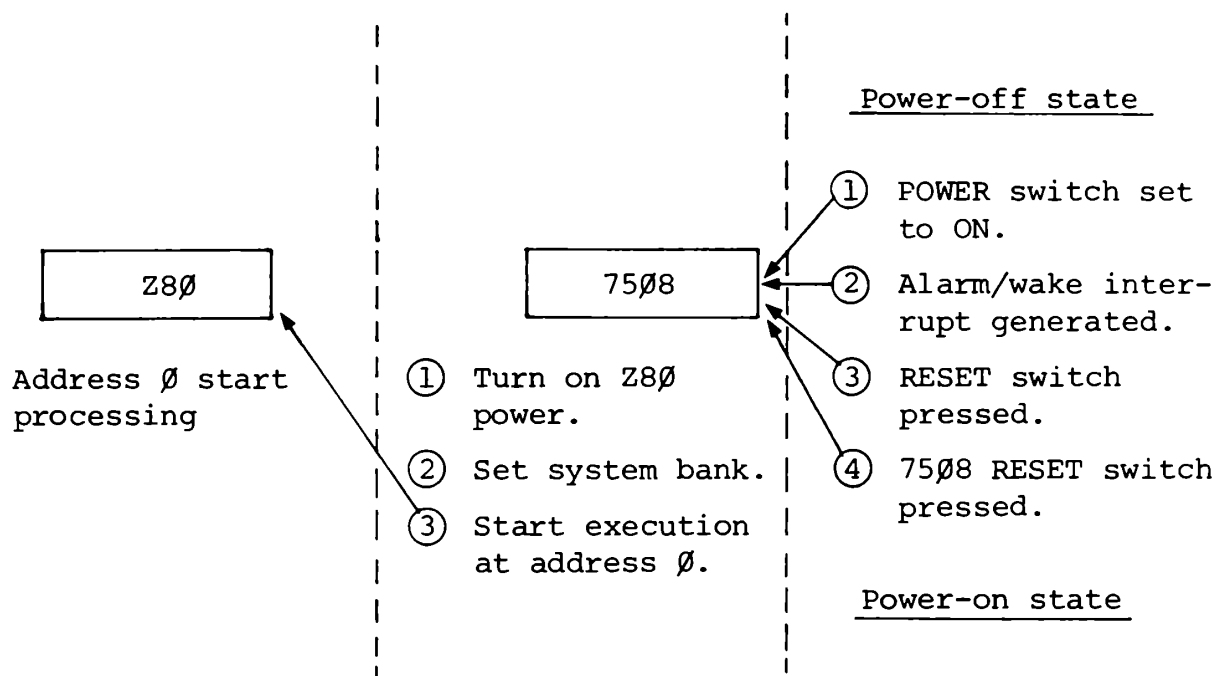 Power-off state
① POWER switch set
to ON.
② Alarm/wake inter-
rupt generated.
③ RESET switch
pressed.
④ 75Ø8 RESET switch
pressed.
Power-on state
75Ø8
① Turn on Z8Ø
power.
② Set system bank.
③ Start execution
at address Ø.
Z8Ø
Address Ø start
processing